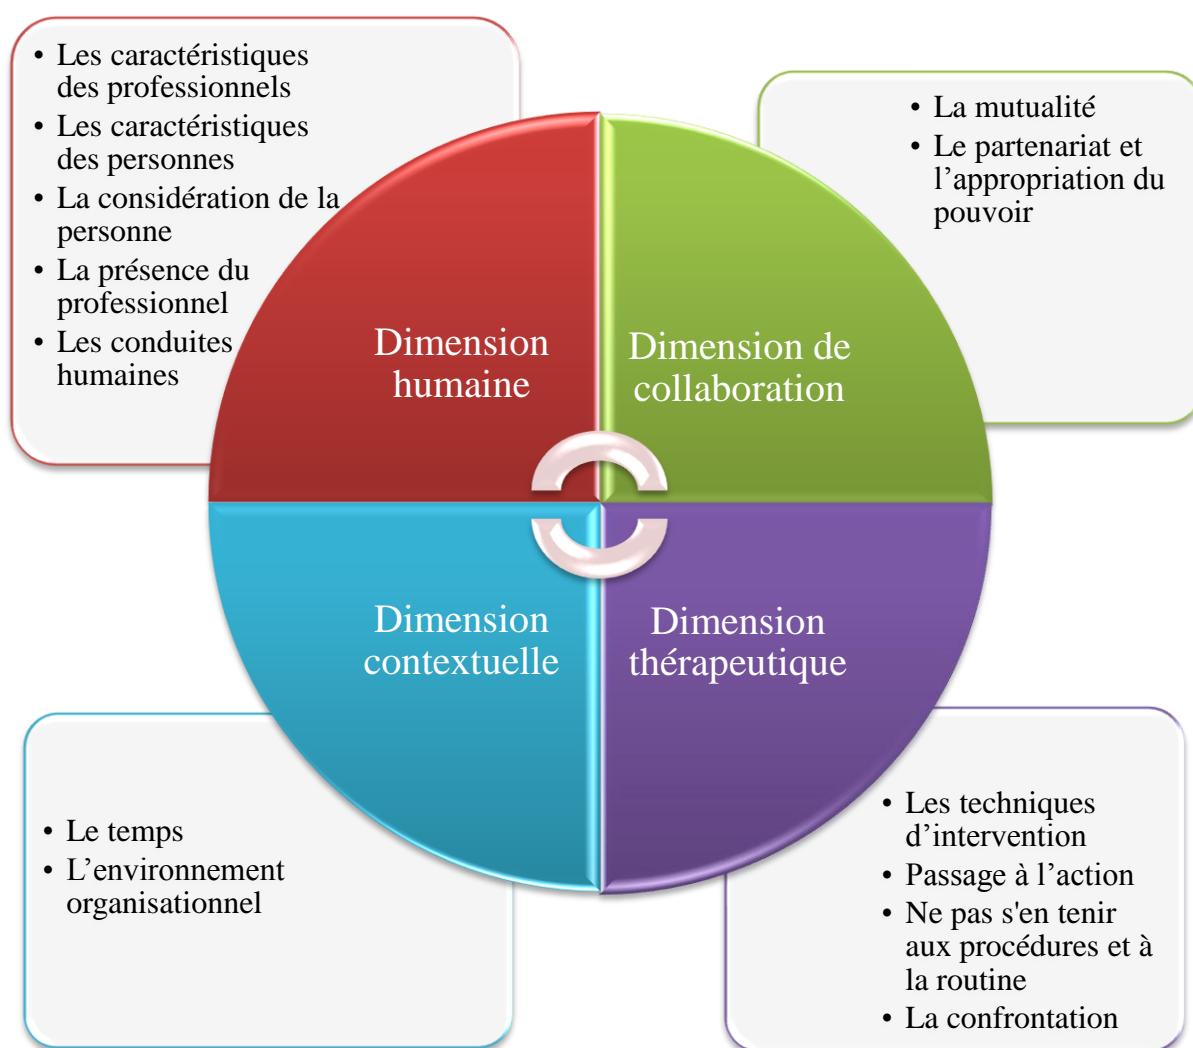 • Les caractéristiques
des professionnels
• Les caractéristiques
des personnes
• La considération de la
personne
• La présence du
professionnel
• Les conduites
humaines
• La mutualité
• Le partenariat et
l’appropriation du
pouvoir
Dimension
humaine
Dimension de
collaboration
Dimension
contextuelle
Dimension
thérapeutique
• Le temps
• L’environnement
organisationnel
• Les techniques
d’intervention
• Passage à l’action
• Ne pas s'en tenir
aux procédures et à
la routine
• La confrontation